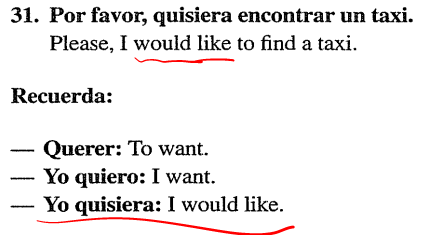 31. Por favor, quisiera encontrar un taxi.
Please, I would like to find a taxi.
Recuerda:
— Querer: To want.
— Yo quiero: I want.
— Yo quisiera: I would like.